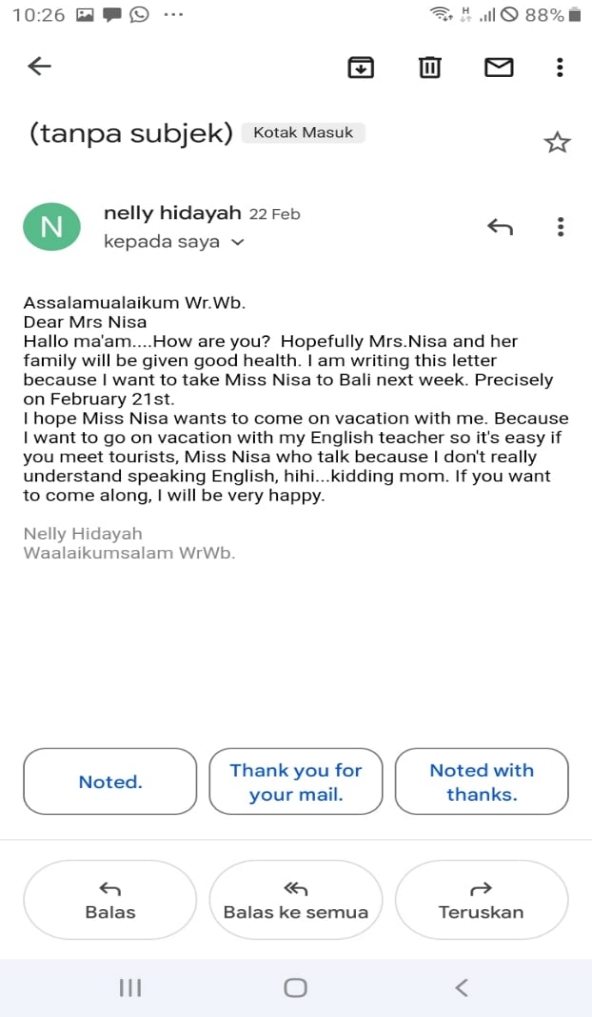 10:26 ... H 88%
(tanpa subjek) Kotak Masuk
N
nelly hidayah 22 Feb
kepada saya
Assalamualaikum Wr.Wb.
Dear Mrs Nisa
Hallo ma'am....How are you? Hopefully Mrs.Nisa and her
family will be given good health. I am writing this letter
because I want to take Miss Nisa to Bali next week. Precisely
on February 21st.
I hope Miss Nisa wants to come on vacation with me. Because
I want to go on vacation with my English teacher so it's easy if
you meet tourists, Miss Nisa who talk because I don't really
understand speaking English, hihi...kidding mom. If you want
to come along, I will be very happy.
Nelly Hidayah
Waalaikumsalam WrWb.
Noted.
Thank you for
your mail.
Noted with
thanks.
Balas
Balas ke semua
Teruskan